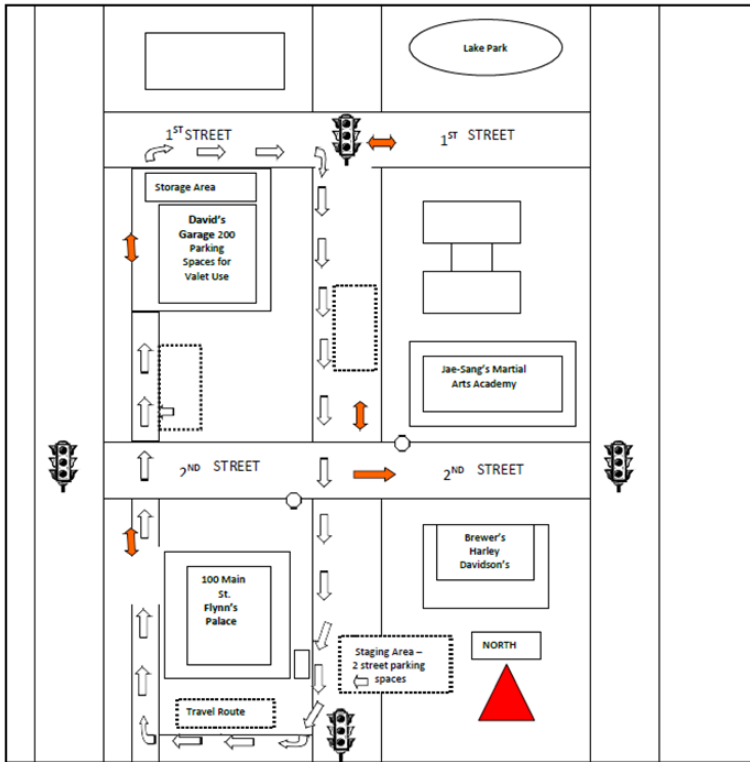 Lake Park
1ST STREET
1ST STREET
Storage Area
David's
Garage 200
Parking
Spaces for
Valet Use
Jae-Sang's Martial
Arts Academy
2ND STREET
2ND STREET
Brewer's
Harley
Davidson's
100 Main
St.
Flynn's
Palace
Staging Area –
2 street parking
spaces
NORTH
Travel Route